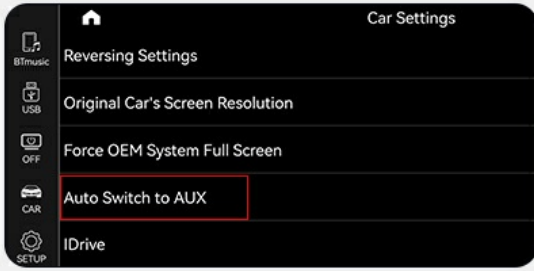 Car Settings
BTmusic
Reversing Settings
USB
Original Car's Screen Resolution
OFF
Force OEM System Full Screen
CAR
Auto Switch to AUX
SETUP
IDrive